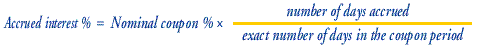 number of days accrued
Accrued interest % = Nominal coupon % ×
exact number of days in the coupon period